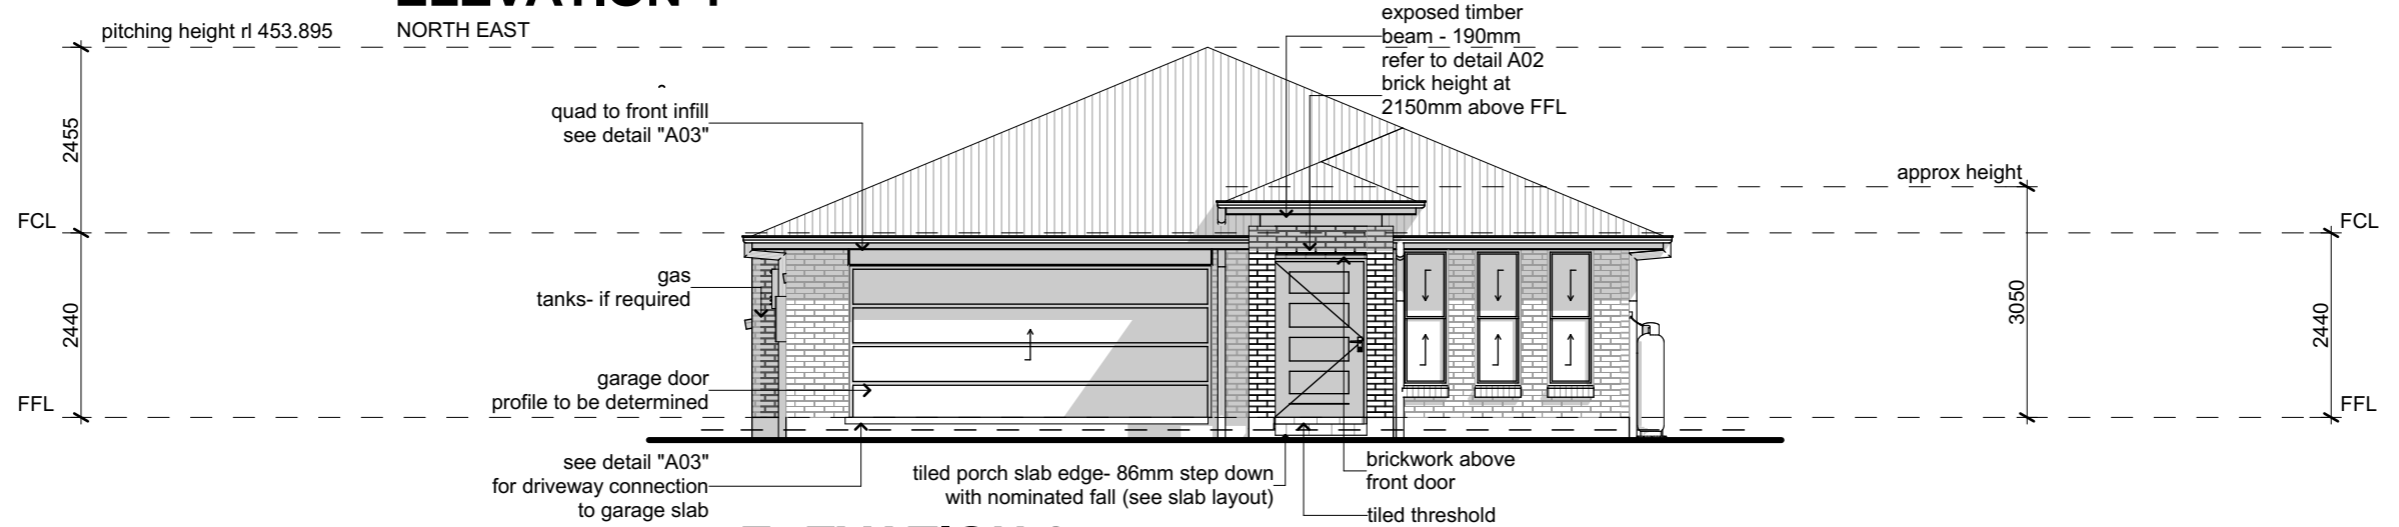 pitching height rl 453.895
NORTH EAST
exposed timber
beam - 190mm
refer to detail A02
brick height at
2150mm above FFL
quad to front infill
see detail "A03"
2455
approx height
FCL
FCL
gas
tanks- if required
2440
3050
2440
garage door
profile to be determined
FFL
FFL
see detail "A03"
for driveway connection
to garage slab
tiled porch slab edge- 86mm step down
with nominated fall (see slab layout)
brickwork above
front door
tiled threshold